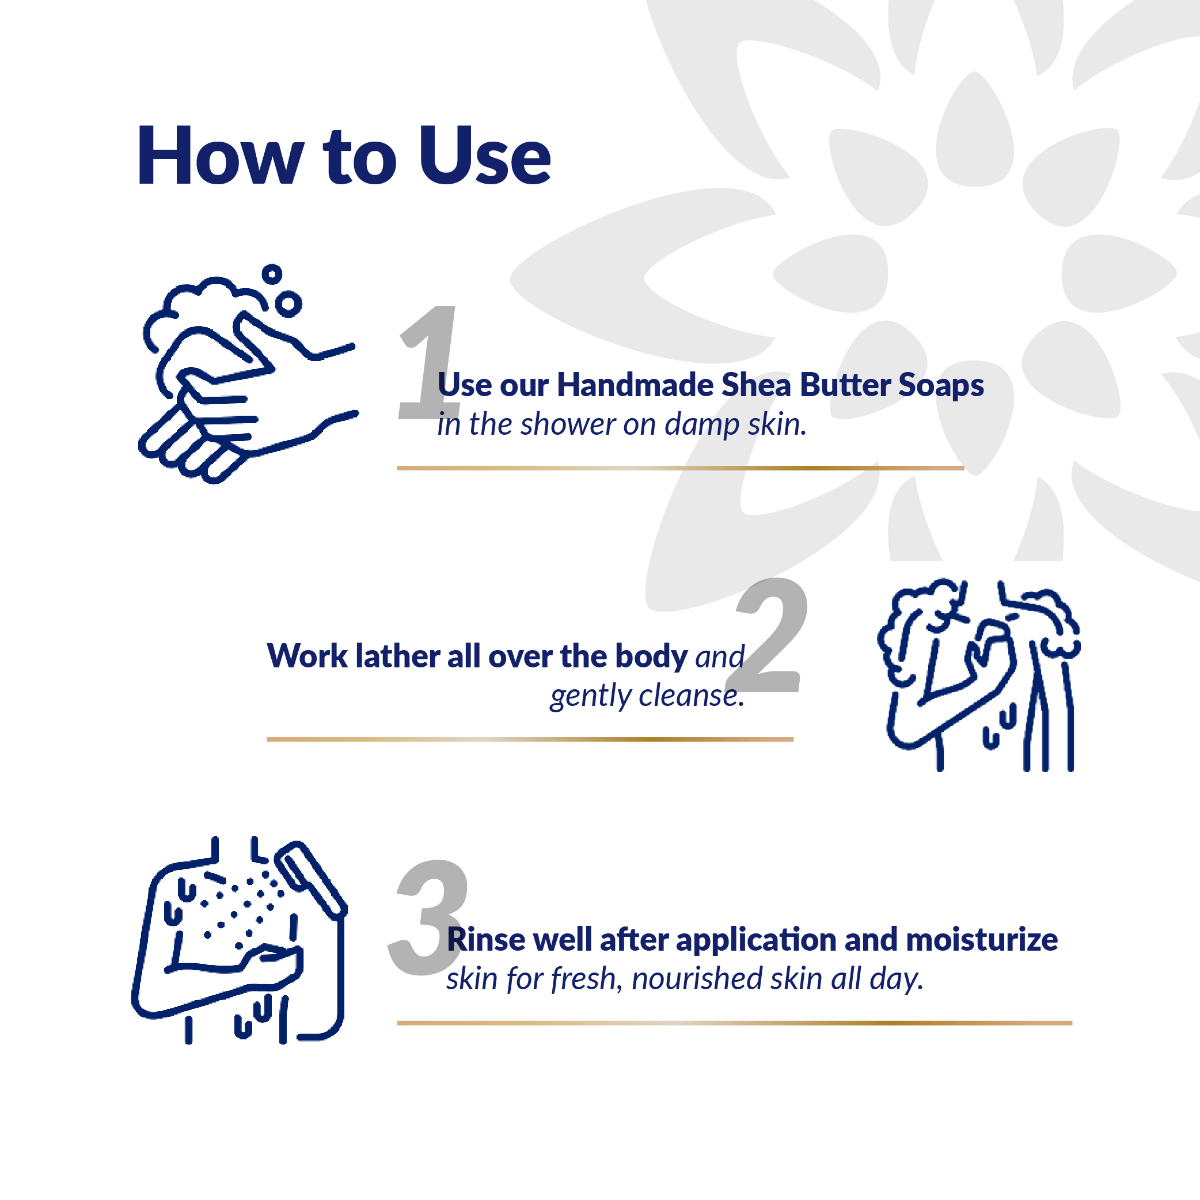 How to Use
1
Use our Handmade Shea Butter Soaps
in the shower on damp skin.
2
Work lather all over the body and
gently cleanse.
3
Rinse well after application and moisturize
skin for fresh, nourished skin all day.